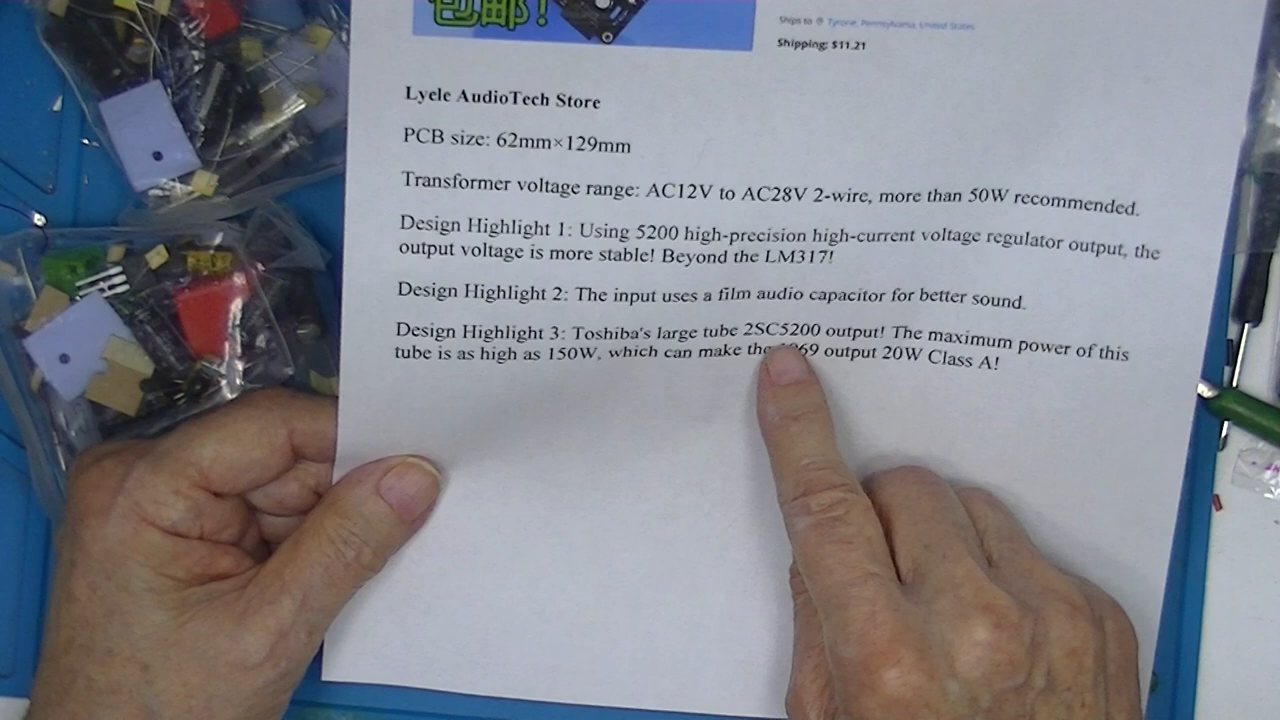 包邮!
Ships to Tyrone, Pennsylvania, United States
Shipping: $11.21
Lyele AudioTech Store
PCB size: 62mm×129mm
Transformer voltage range: AC12V to AC28V 2-wire, more than 50W recommended.
Design Highlight 1: Using 5200 high-precision high-current voltage regulator output, the
output voltage is more stable! Beyond the LM317!
Design Highlight 2: The input uses a film audio capacitor for better sound.
Design Highlight 3: Toshiba's large tube 2SC5200 output! The maximum power of this
tube is as high as 150W, which can make the 1969 output 20W Class A!